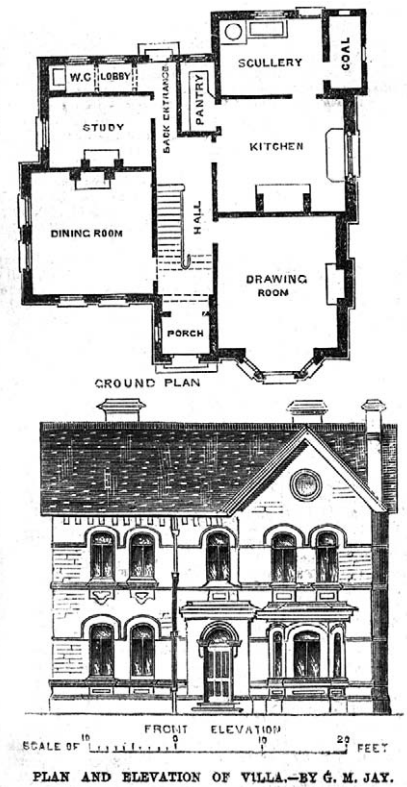 SCULLERY
COAL
W.C
LOBBY
BACK ENTRANCE
PANTRY
STUDY
KITCHEN
HALL
DINING ROOM
DRAWING
ROOM
PORCH
GROUND PLAN
FRONT ELEVATION
SCALE OF 10 0 10 20 FEET
PLAN AND ELEVATION OF VILLA.—BY G. M. JAY.